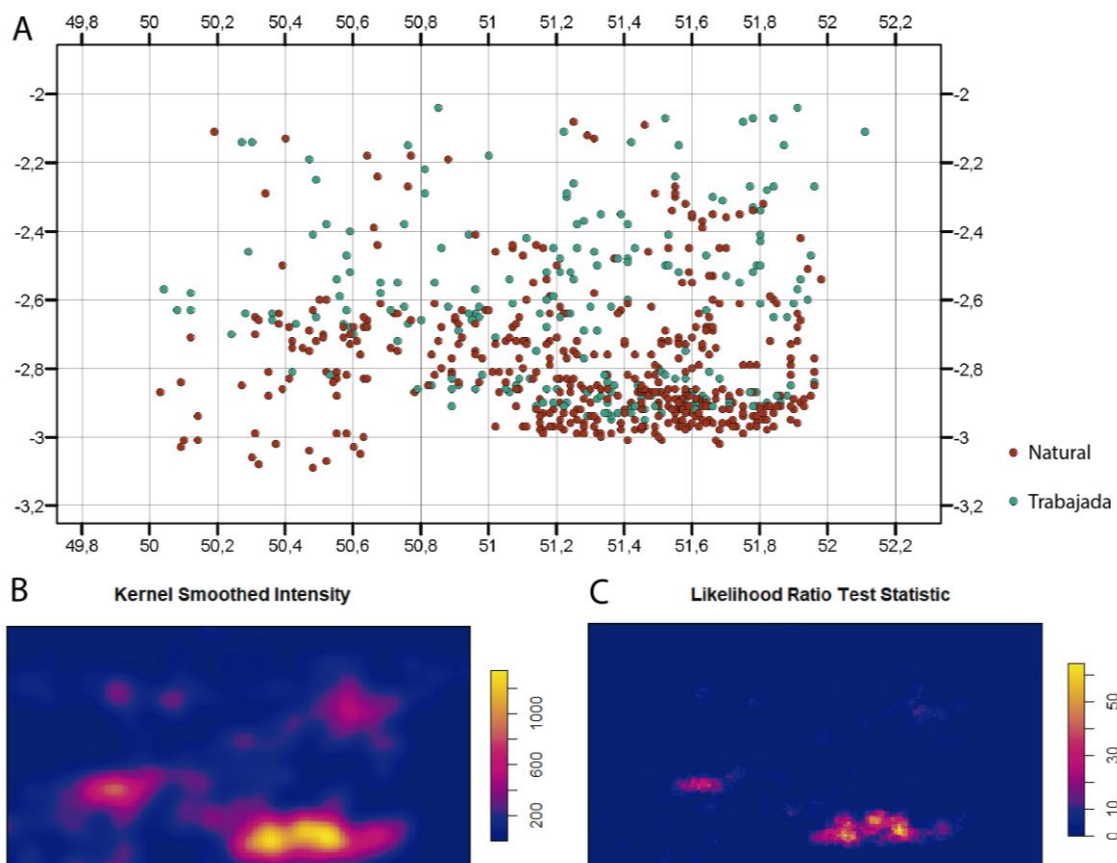 A
49,8 50 50,2 50,4 50,6 50,8 51 51,2 51,4 51,6 51,8 52 52,2
-2 -2
-2,2 -2,2
-2,4 -2,4
-2,6 -2,6
-2,8 -2,8
-3 -3
Natural
Trabajada
-3,2 -3,2
49,8 50 50,2 50,4 50,6 50,8 51 51,2 51,4 51,6 51,8 52 52,2
B Kernel Smoothed Intensity
200 600 1000
C Likelihood Ratio Test Statistic
0 10 30 50